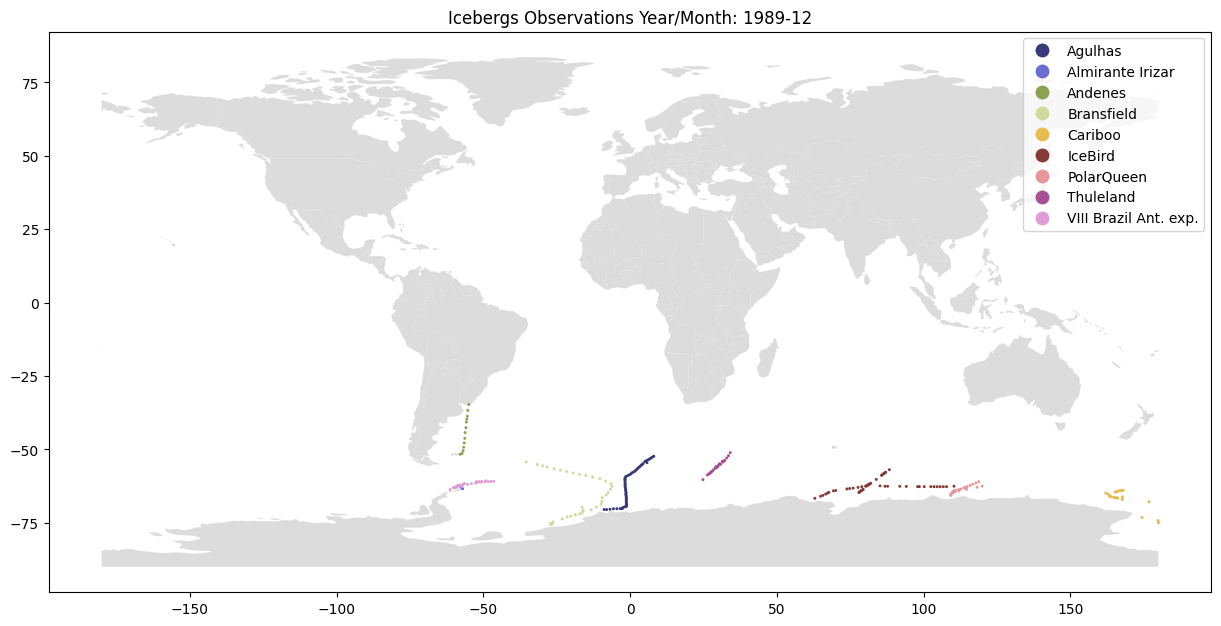 Icebergs Observations Year/Month: 1989-12
Agulhas
Almirante Irizar
Andenes
Bransfield
Cariboo
IceBird
PolarQueen
Thuleland
VIII Brazil Ant. exp.
75
50
25
0
−25
−50
−75
−150
−100
−50
0
50
100
150